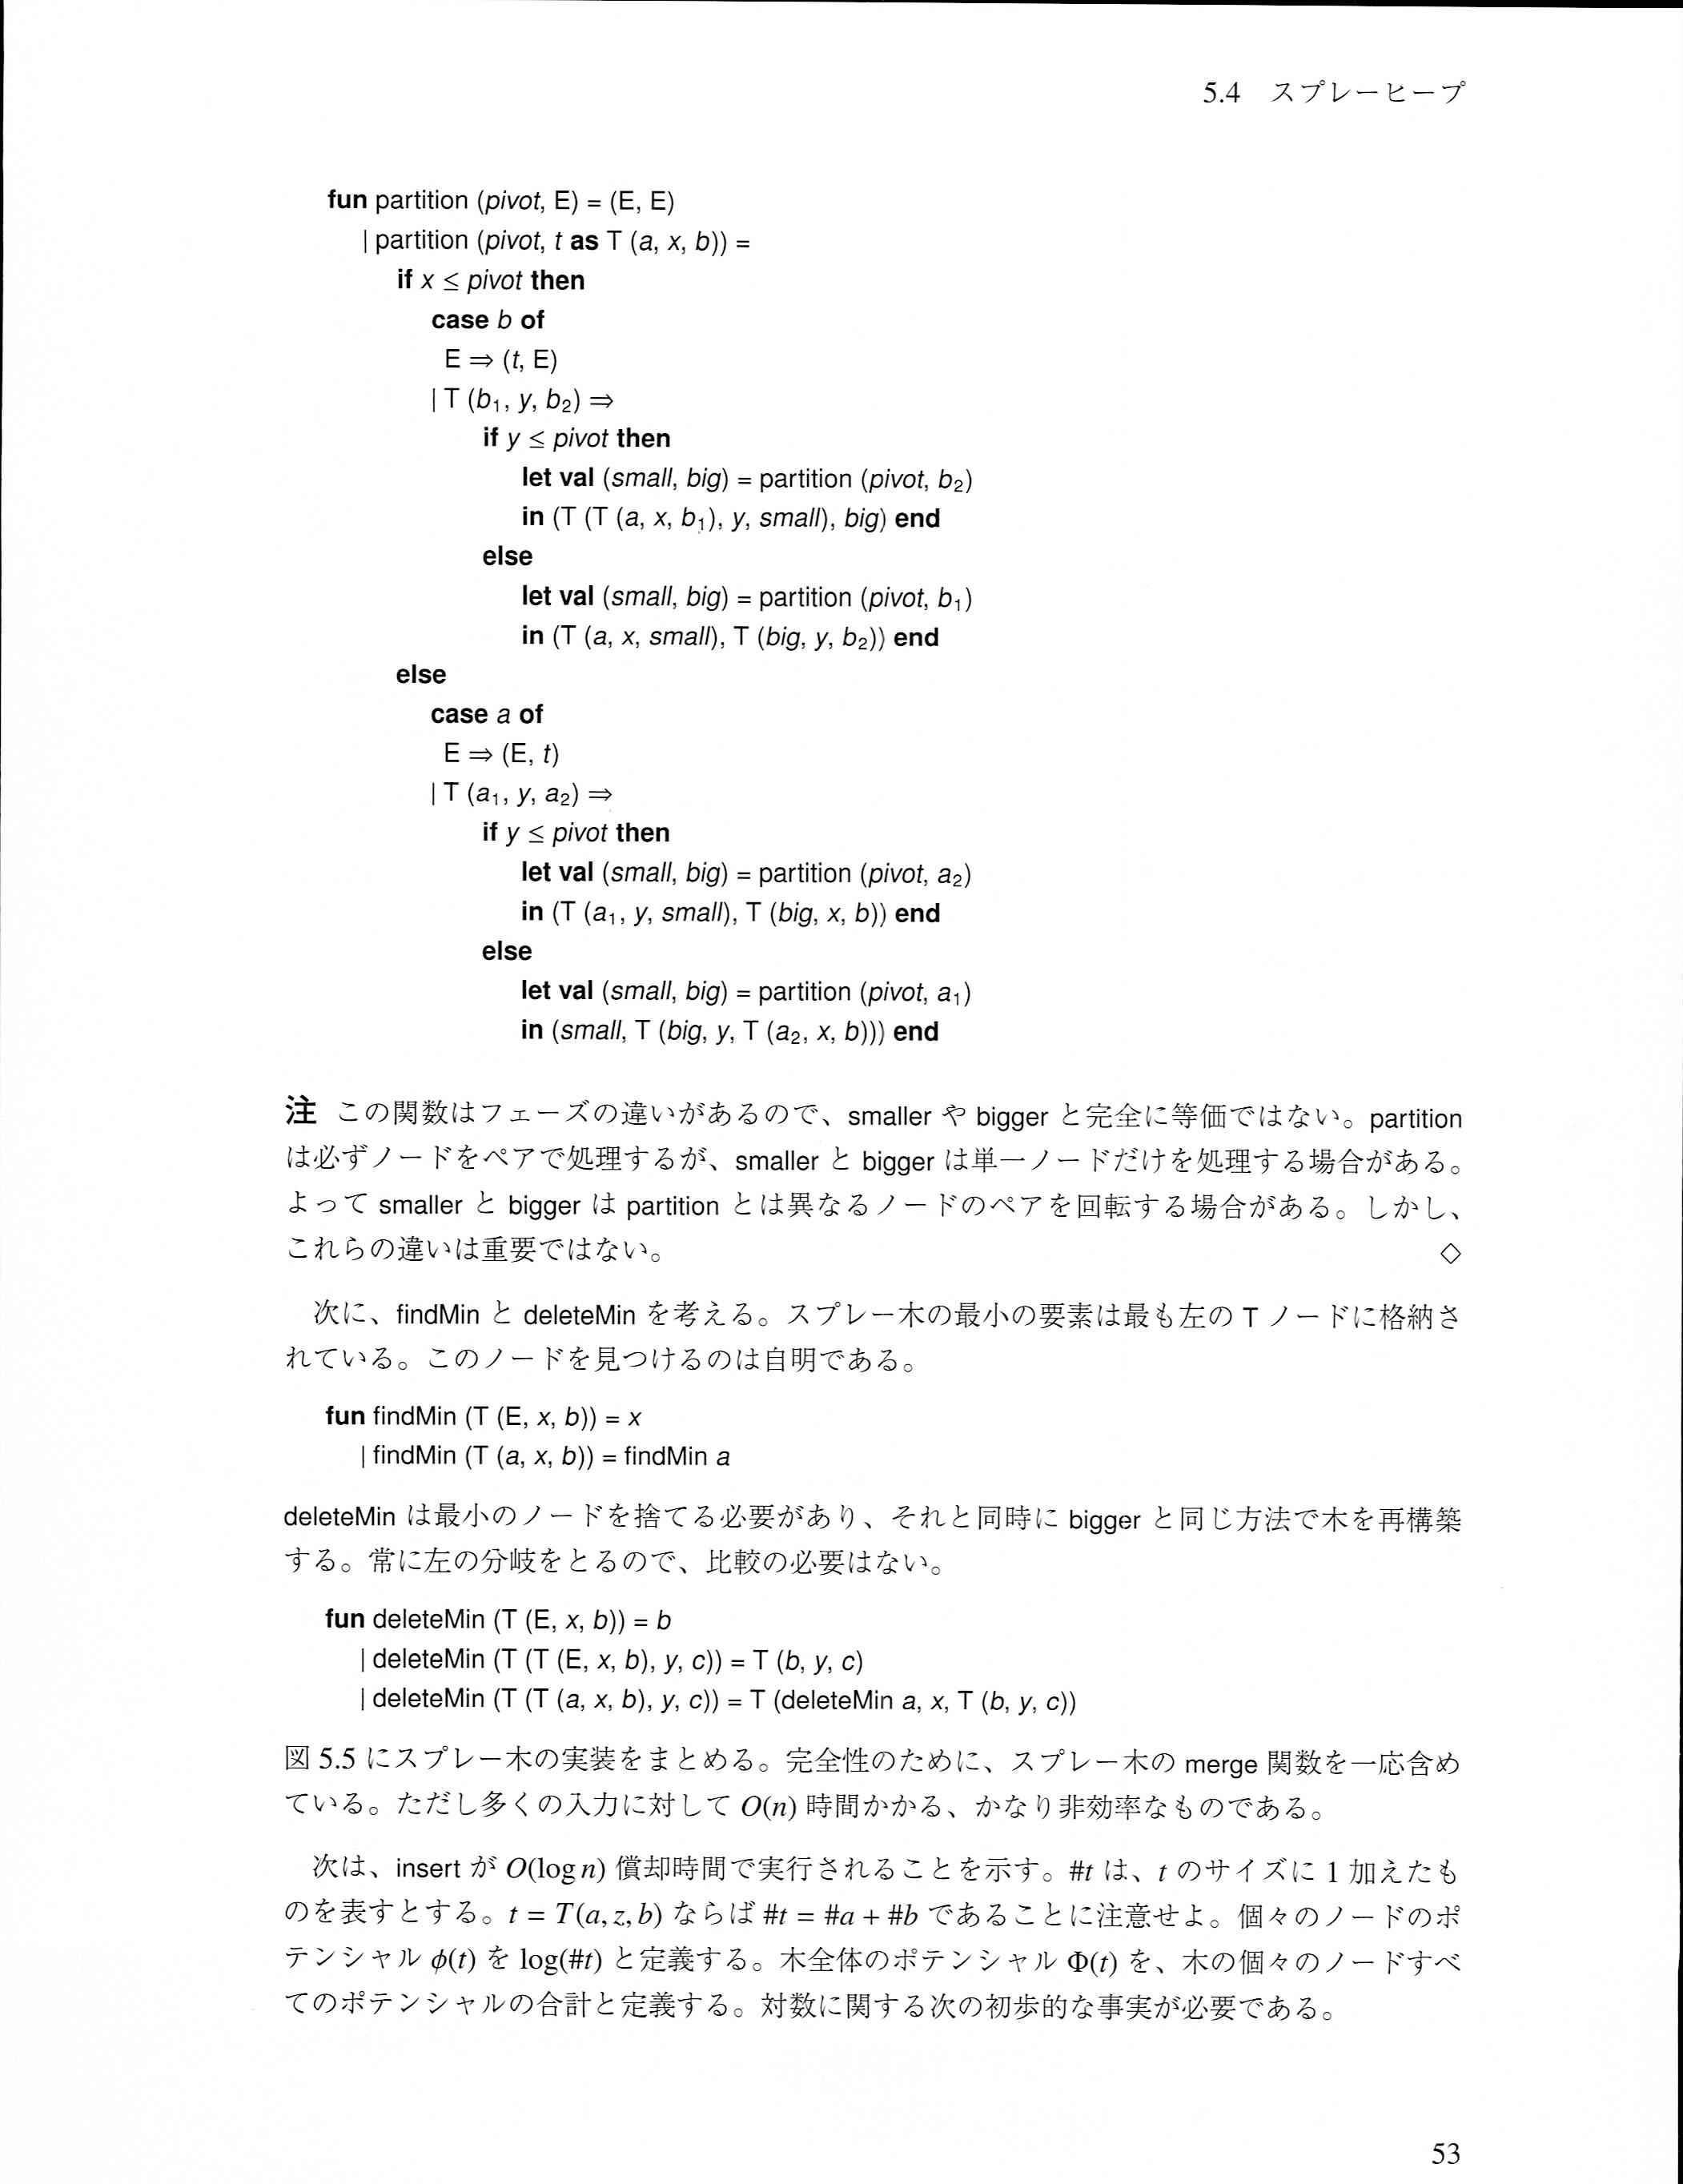 5.4 スプレーヒープ
fun partition (pivot, E) = (E, E)
| partition (pivot, t as T (a, x, b)) =
if x ≤ pivot then
case b of
E ⇒ (t, E)
| T (b₁, y, b₂) ⇒
if y ≤ pivot then
let val (small, big) = partition (pivot, b₂)
in (T (T (a, x, b₁), y, small), big) end
else
let val (small, big) = partition (pivot, b₁)
in (T (a, x, small), T (big, y, b₂)) end
else
case a of
E ⇒ (E, t)
| T (a₁, y, a₂) ⇒
if y ≤ pivot then
let val (small, big) = partition (pivot, a₂)
in (T (a₁, y, small), T (big, x, b)) end
else
let val (small, big) = partition (pivot, a₁)
in (small, T (big, y, T (a₂, x, b))) end
注 この関数はフェーズの違いがあるので、smaller や bigger と完全に等価ではない。partition
は必ずノードをペアで処理するが、smaller と bigger は単一ノードだけを処理する場合がある。
よって smaller と bigger は partition とは異なるノードのペアを回転する場合がある。しかし、
これらの違いは重要ではない。 ◇
次に、findMin と deleteMin を考える。スプレー木の最小の要素は最も左の T ノードに格納さ
れている。このノードを見つけるのは自明である。
fun findMin (T (E, x, b)) = x
| findMin (T (a, x, b)) = findMin a
deleteMin は最小のノードを捨てる必要があり、それと同時に bigger と同じ方法で木を再構築
する。常に左の分岐をとるので、比較の必要はない。
fun deleteMin (T (E, x, b)) = b
| deleteMin (T (T (E, x, b), y, c)) = T (b, y, c)
| deleteMin (T (T (a, x, b), y, c)) = T (deleteMin a, x, T (b, y, c))
図 5.5 にスプレー木の実装をまとめる。完全性のために、スプレー木の merge 関数を一応含め
ている。ただし多くの入力に対して O(n) 時間かかる、かなり非効率なものである。
次は、insert が O(log n) 償却時間で実行されることを示す。#t は、t のサイズに 1 加えたも
のを表すとする。t = T(a, z, b) ならば #t = #a + #b であることに注意せよ。個々のノードのポ
テンシャル ϕ(t) を log(#t) と定義する。木全体のポテンシャル Φ(t) を、木の個々のノードすべ
てのポテンシャルの合計と定義する。対数に関する次の初歩的な事実が必要である。
53